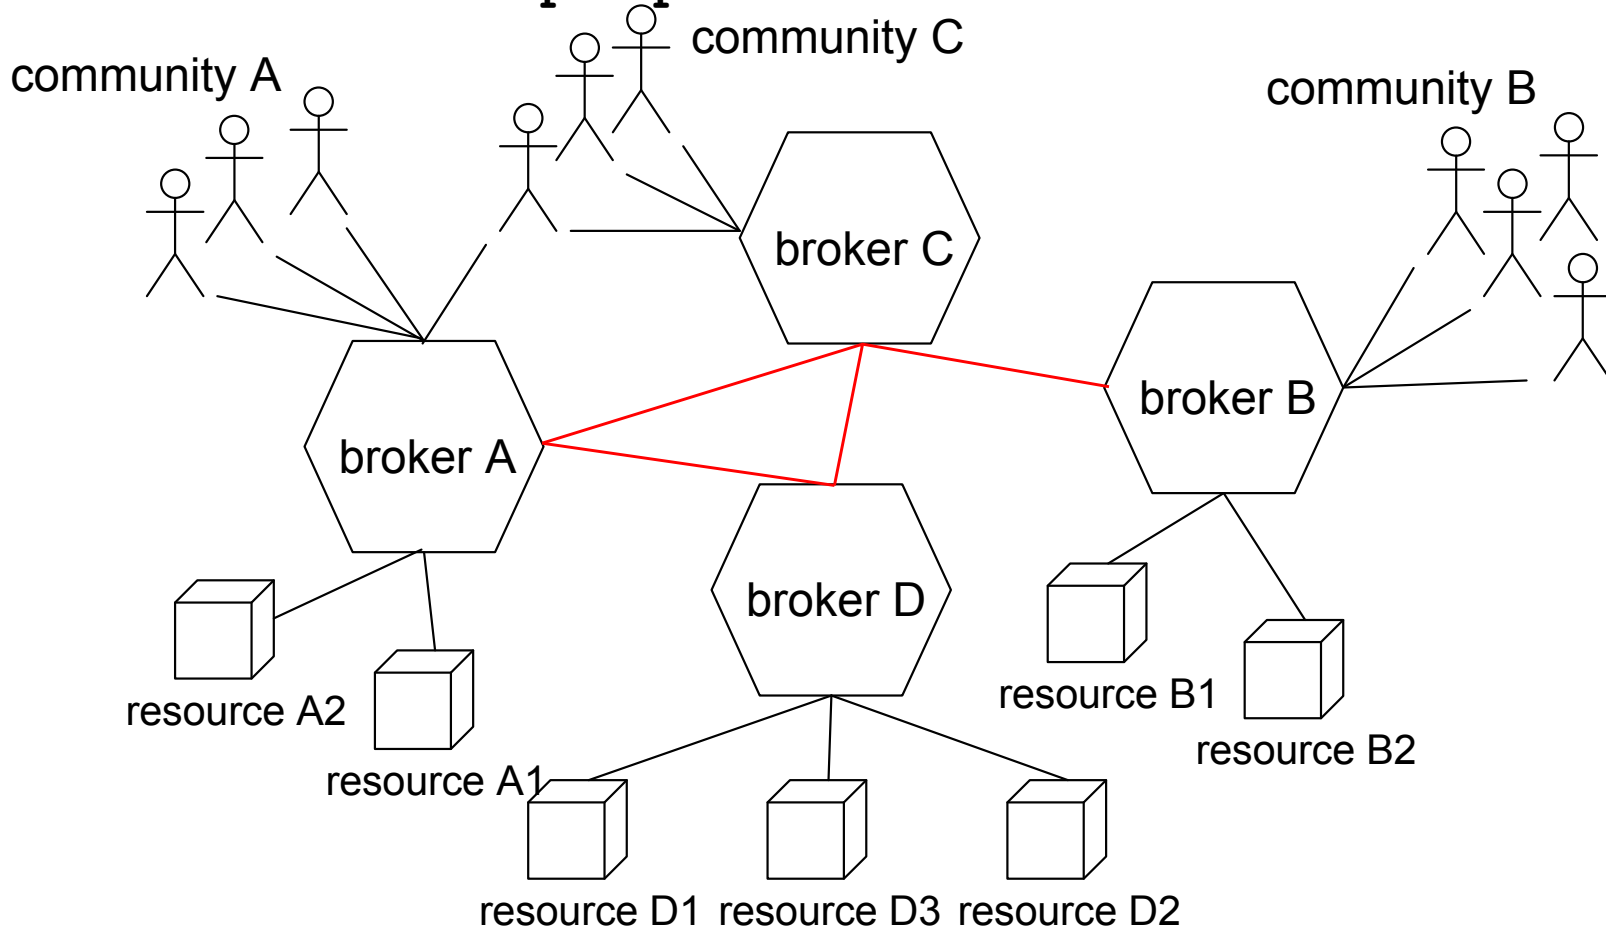 community C
community A
community B
broker C
broker B
broker A
broker D
resource B1
resource A2
resource B2
resource A1
resource D1
resource D3
resource D2